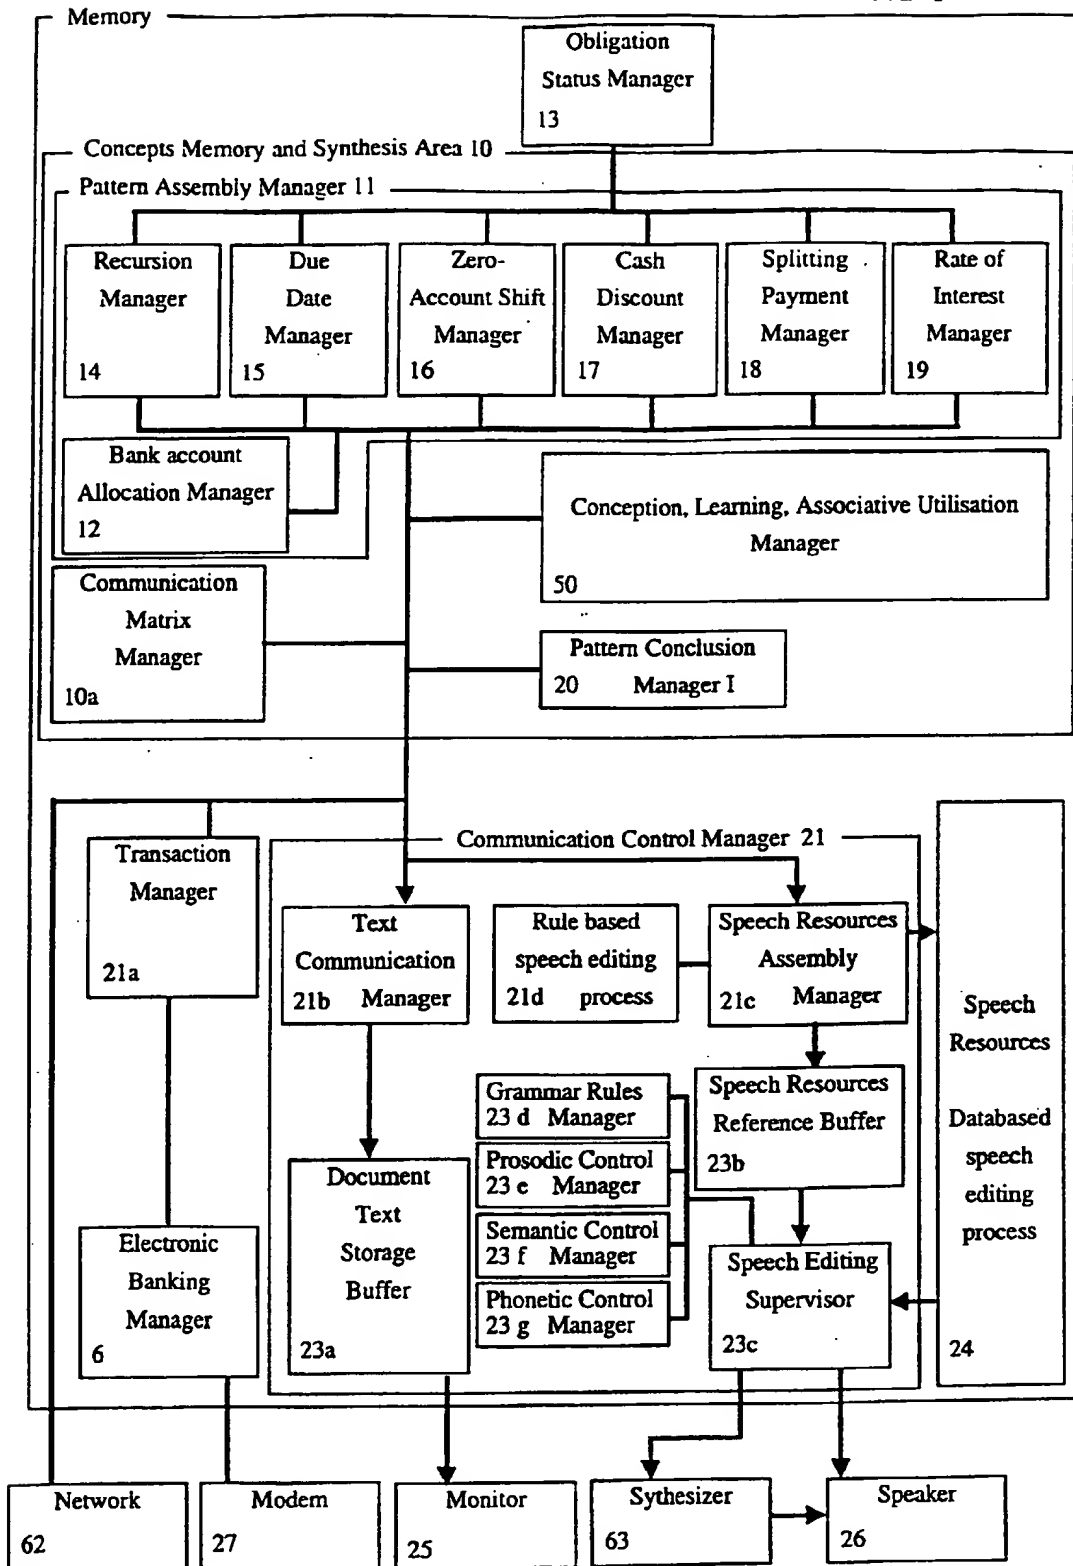 Memory
Obligation
Status Manager
13
Concepts Memory and Synthesis Area 10
Pattern Assembly Manager 11
Recursion
Manager
14
Due
Date
Manager
15
Zero-
Account Shift
Manager
16
Cash
Discount
Manager
17
Splitting
Payment
Manager
18
Rate of
Interest
Manager
19
Bank account
Allocation Manager
12
Conception, Learning, Associative Utilisation
Manager
50
Communication
Matrix
Manager
10a
Pattern Conclusion
20 Manager I
Transaction
Manager
21a
Communication Control Manager 21
Text
Communication
21b Manager
Rule based
speech editing
21d process
Speech Resources
Assembly
21c Manager
Speech
Resources
Databased
speech
editing
process
24
Grammar Rules
23 d Manager
Prosodic Control
23 e Manager
Semantic Control
23 f Manager
Phonetic Control
23 g Manager
Speech Resources
Reference Buffer
23b
Document
Text
Storage
Buffer
23a
Electronic
Banking
Manager
6
Speech Editing
Supervisor
23c
Network
62
Modem
27
Monitor
25
Sythesizer
63
Speaker
26